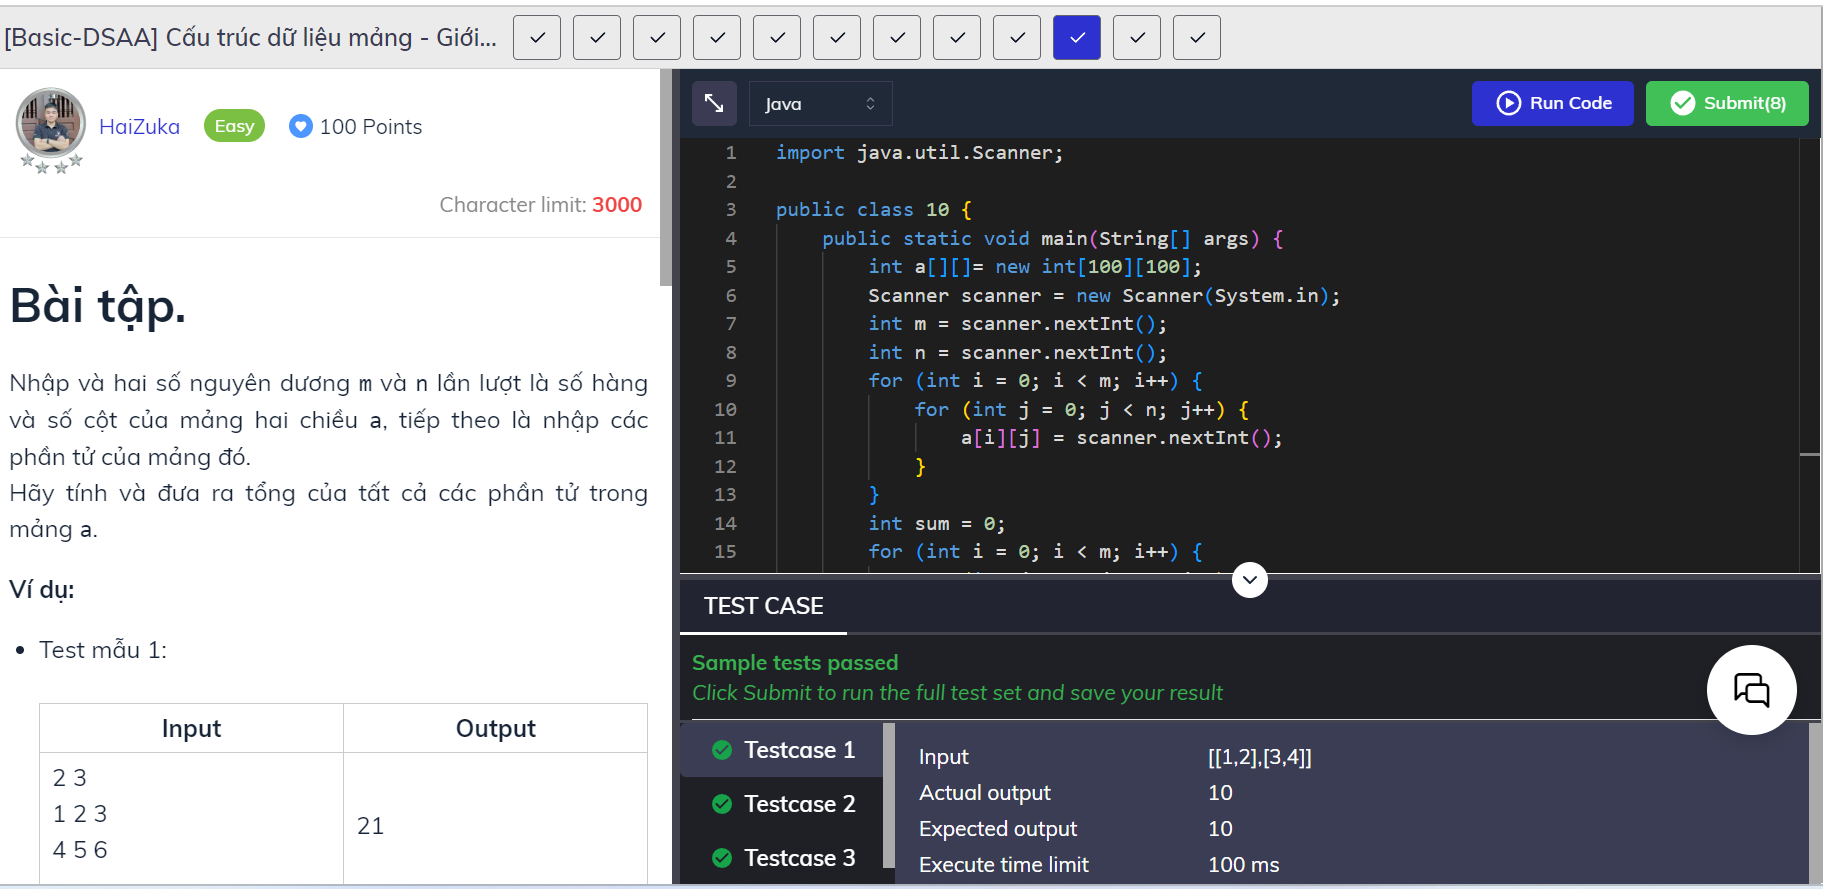 [Basic-DSAA] Cấu trúc dữ liệu mảng - Giới...
HaiZuka Easy 100 Points
Character limit: 3000
Bài tập.
Nhập và hai số nguyên dương m và n lần lượt là số hàng
và số cột của mảng hai chiều a, tiếp theo là nhập các
phần tử của mảng đó.
Hãy tính và đưa ra tổng của tất cả các phần tử trong
mảng a.
Ví dụ:
Test mẫu 1:
Input Output
2 3
1 2 3
4 5 6
21
Java
Run Code
Submit(8)
1 import java.util.Scanner;
2
3 public class 10 {
4 public static void main(String[] args) {
5 int a[][]= new int[100][100];
6 Scanner scanner = new Scanner(System.in);
7 int m = scanner.nextInt();
8 int n = scanner.nextInt();
9 for (int i = 0; i < m; i++) {
10 for (int j = 0; j < n; j++) {
11 a[i][j] = scanner.nextInt();
12 }
13 }
14 int sum = 0;
15 for (int i = 0; i < m; i++) {
TEST CASE
Sample tests passed
Click Submit to run the full test set and save your result
Testcase 1
Testcase 2
Testcase 3
Input [[1,2],[3,4]]
Actual output 10
Expected output 10
Execute time limit 100 ms